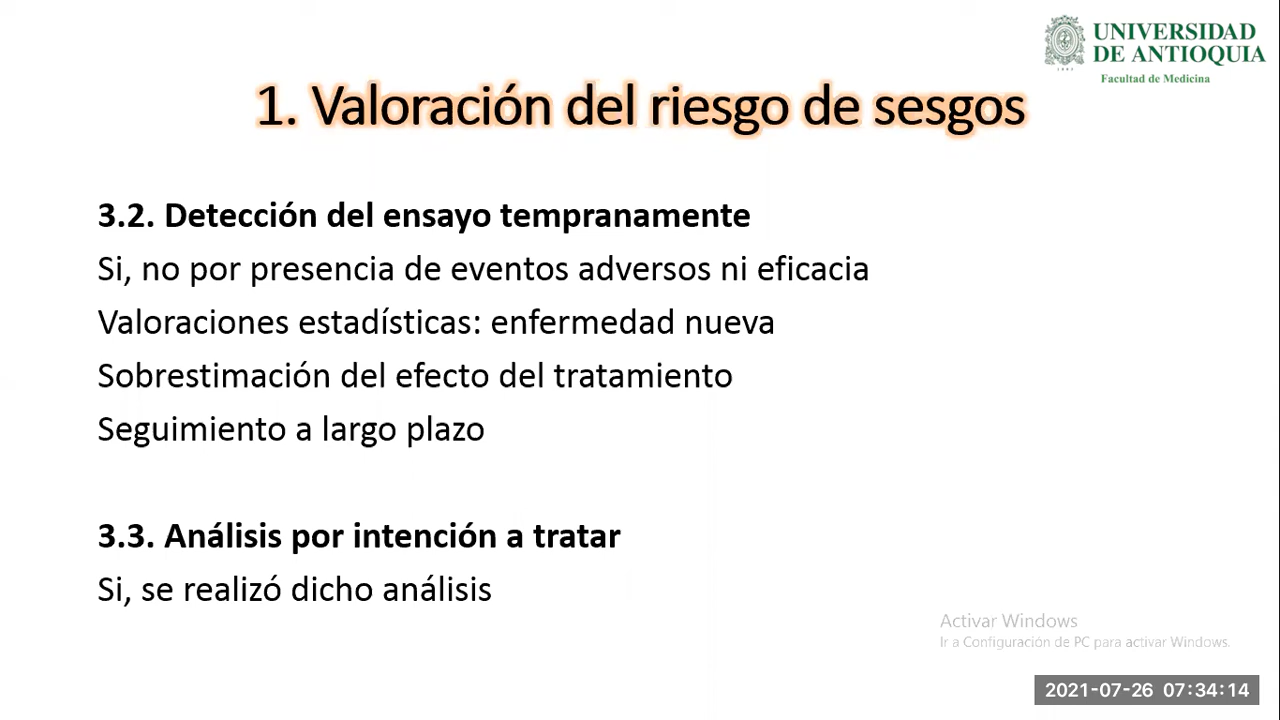 UNIVERSIDAD
DE ANTIOQUIA
Facultad de Medicina
1. Valoración del riesgo de sesgos
3.2. Detección del ensayo tempranamente
Si, no por presencia de eventos adversos ni eficacia
Valoraciones estadísticas: enfermedad nueva
Sobrestimación del efecto del tratamiento
Seguimiento a largo plazo
3.3. Análisis por intención a tratar
Si, se realizó dicho análisis
Activar Windows
Ir a Configuración de PC para activar Windows.
2021-07-26 07:34:14